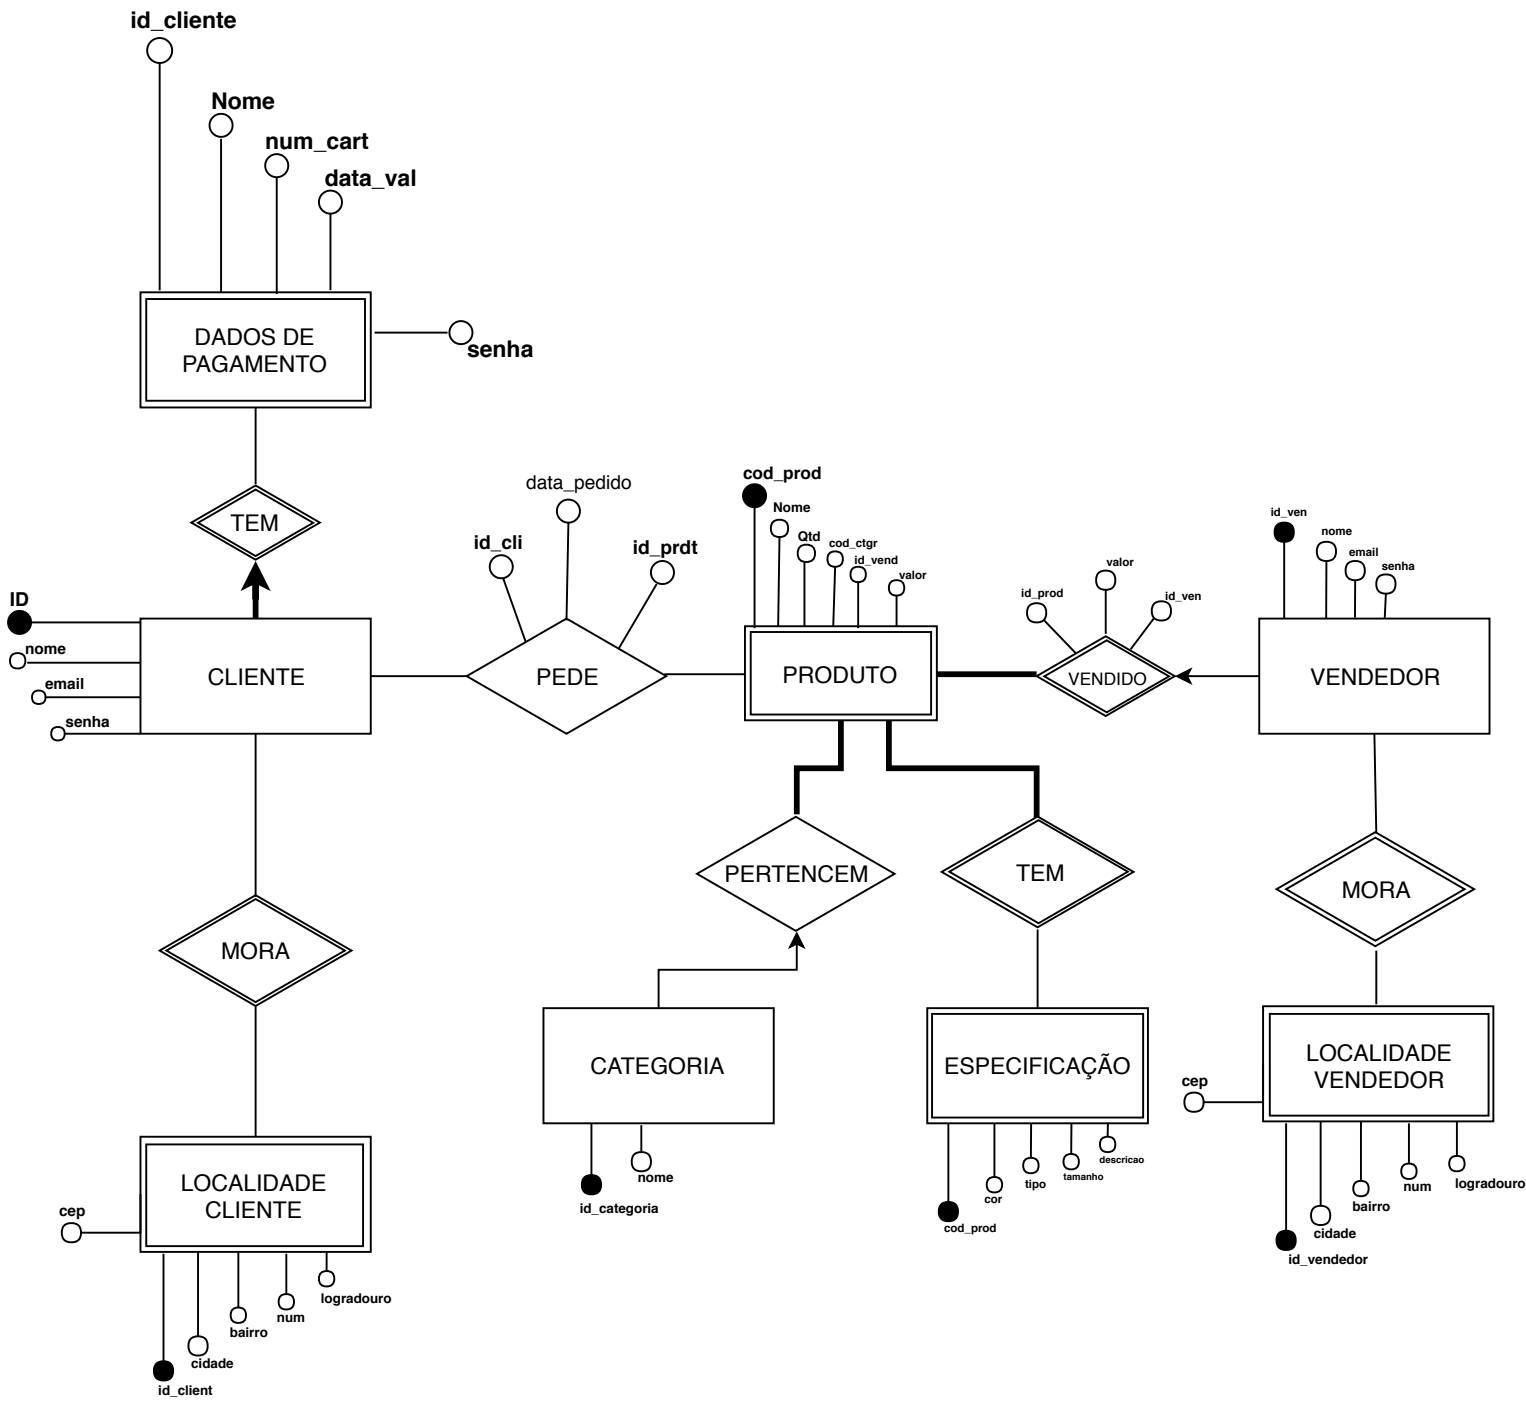 id_cliente
Nome
num_cart
data_val
DADOS DE
PAGAMENTO
senha
TEM
ID
nome
email
senha
CLIENTE
id_cli
data_pedido
id_prdt
PEDE
cod_prod
Nome
Qtd
cod_ctgr
id_vend
valor
PRODUTO
id_prod
valor
id_ven
VENDIDO
id_ven
nome
email
senha
VENDEDOR
MORA
PERTENCEM
TEM
MORA
CATEGORIA
nome
id_categoria
ESPECIFICAÇÃO
cod_prod
cor
tipo
tamanho
descricao
LOCALIDADE
VENDEDOR
cep
id_vendedor
cidade
bairro
num
logradouro
LOCALIDADE
CLIENTE
cep
id_client
cidade
bairro
num
logradouro